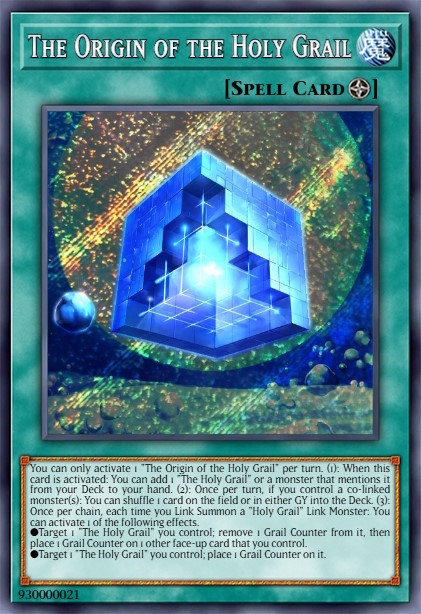 The Origin of the Holy Grail
魔
[Spell Card]
You can only activate 1 "The Origin of the Holy Grail" per turn. (1): When this
card is activated: You can add 1 "The Holy Grail" or a monster that mentions it
from your Deck to your hand. (2): Once per turn, if you control a co-linked
monster(s): You can shuffle 1 card on the field or in either GY into the Deck. (3):
Once per chain, each time you Link Summon a "Holy Grail" Link Monster: You
can activate 1 of the following effects.
●Target 1 "The Holy Grail" you control; remove 1 Grail Counter from it, then
place 1 Grail Counter on 1 other face-up card that you control.
●Target 1 "The Holy Grail" you control; place 1 Grail Counter on it.
930000021